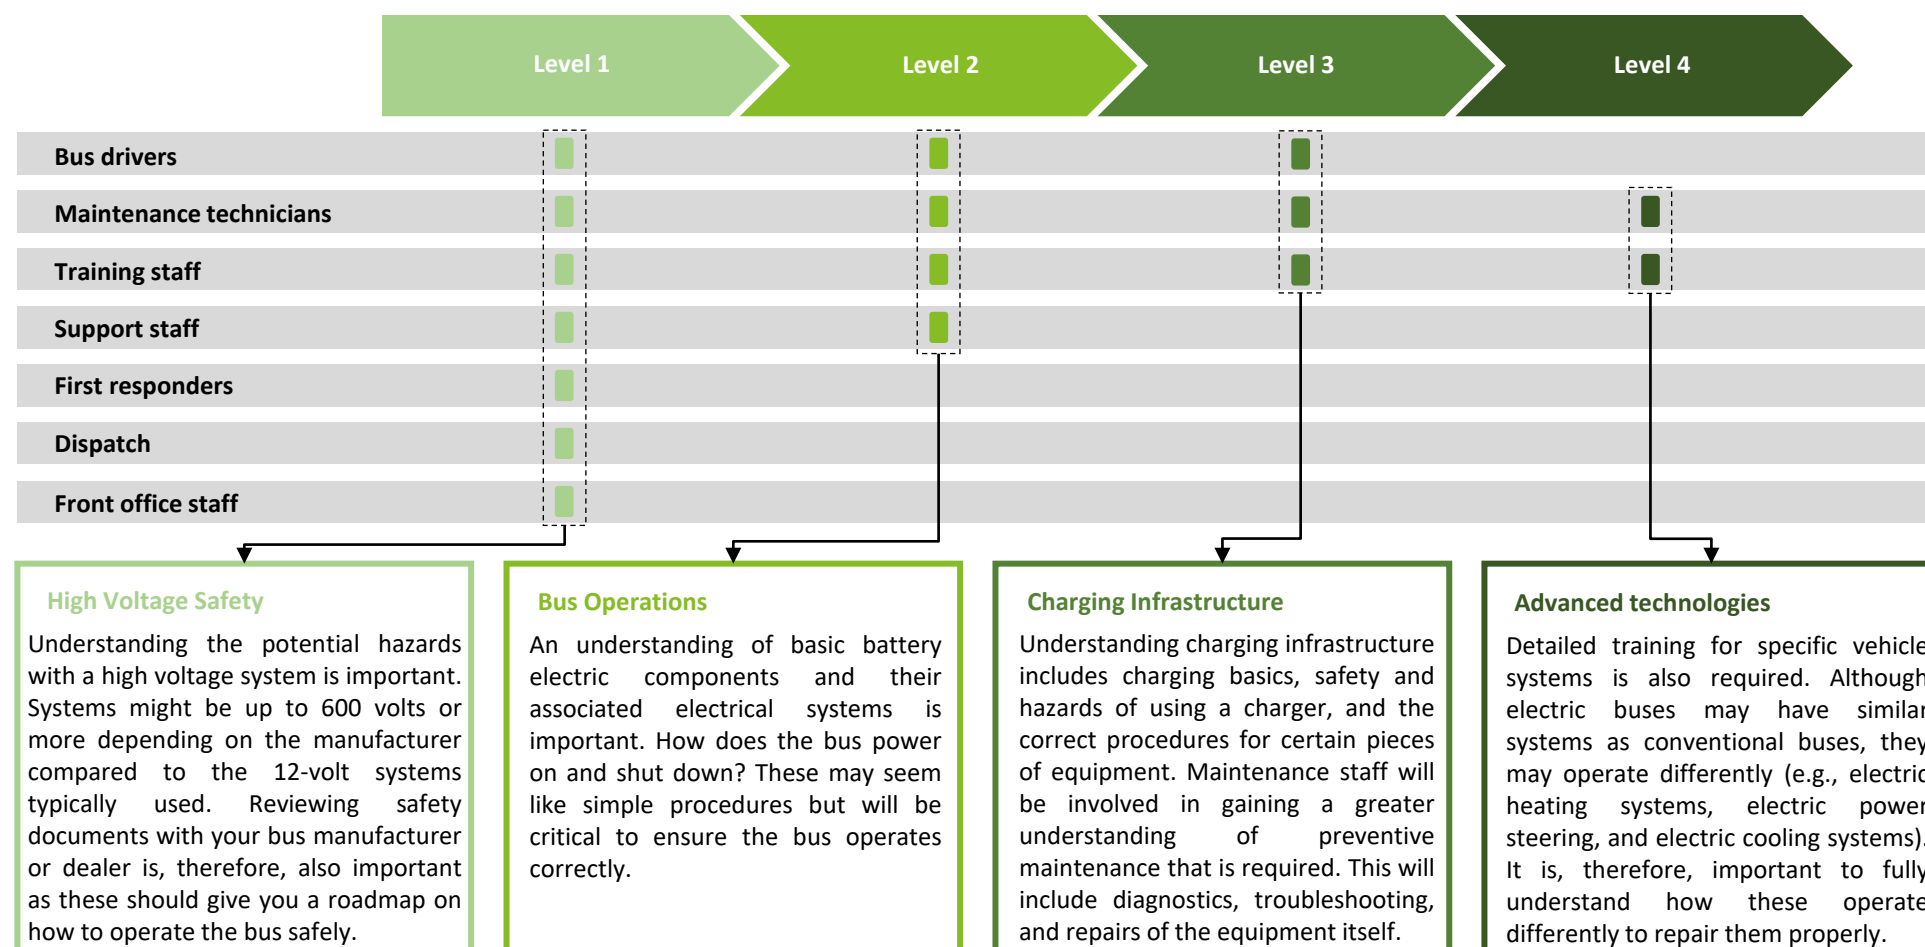 Level 1
Level 2
Level 3
Level 4
Bus drivers
Maintenance technicians
Training staff
Support staff
First responders
Dispatch
Front office staff
High Voltage Safety
Understanding the potential hazards
with a high voltage system is important.
Systems might be up to 600 volts or
more depending on the manufacturer
compared to the 12-volt systems
typically used. Reviewing safety
documents with your bus manufacturer
or dealer is, therefore, also important
as these should give you a roadmap on
how to operate the bus safely.
Bus Operations
An understanding of basic battery
electric components and their
associated electrical systems is
important. How does the bus power
on and shut down? These may seem
like simple procedures but will be
critical to ensure the bus operates
correctly.
Charging Infrastructure
Understanding charging infrastructure
includes charging basics, safety and
hazards of using a charger, and the
correct procedures for certain pieces
of equipment. Maintenance staff will
be involved in gaining a greater
understanding of preventive
maintenance that is required. This will
include diagnostics, troubleshooting,
and repairs of the equipment itself.
Advanced technologies
Detailed training for specific vehicle
systems is also required. Although
electric buses may have similar
systems as conventional buses, they
may operate differently (e.g., electric
heating systems, electric power
steering, and electric cooling systems).
It is, therefore, important to fully
understand how these operate
differently to repair them properly.